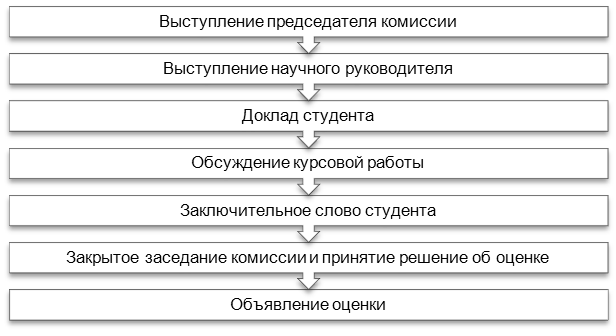 Выступление председателя комиссии
Выступление научного руководителя
Доклад студента
Обсуждение курсовой работы
Заключительное слово студента
Закрытое заседание комиссии и принятие решение об оценке
Объявление оценки